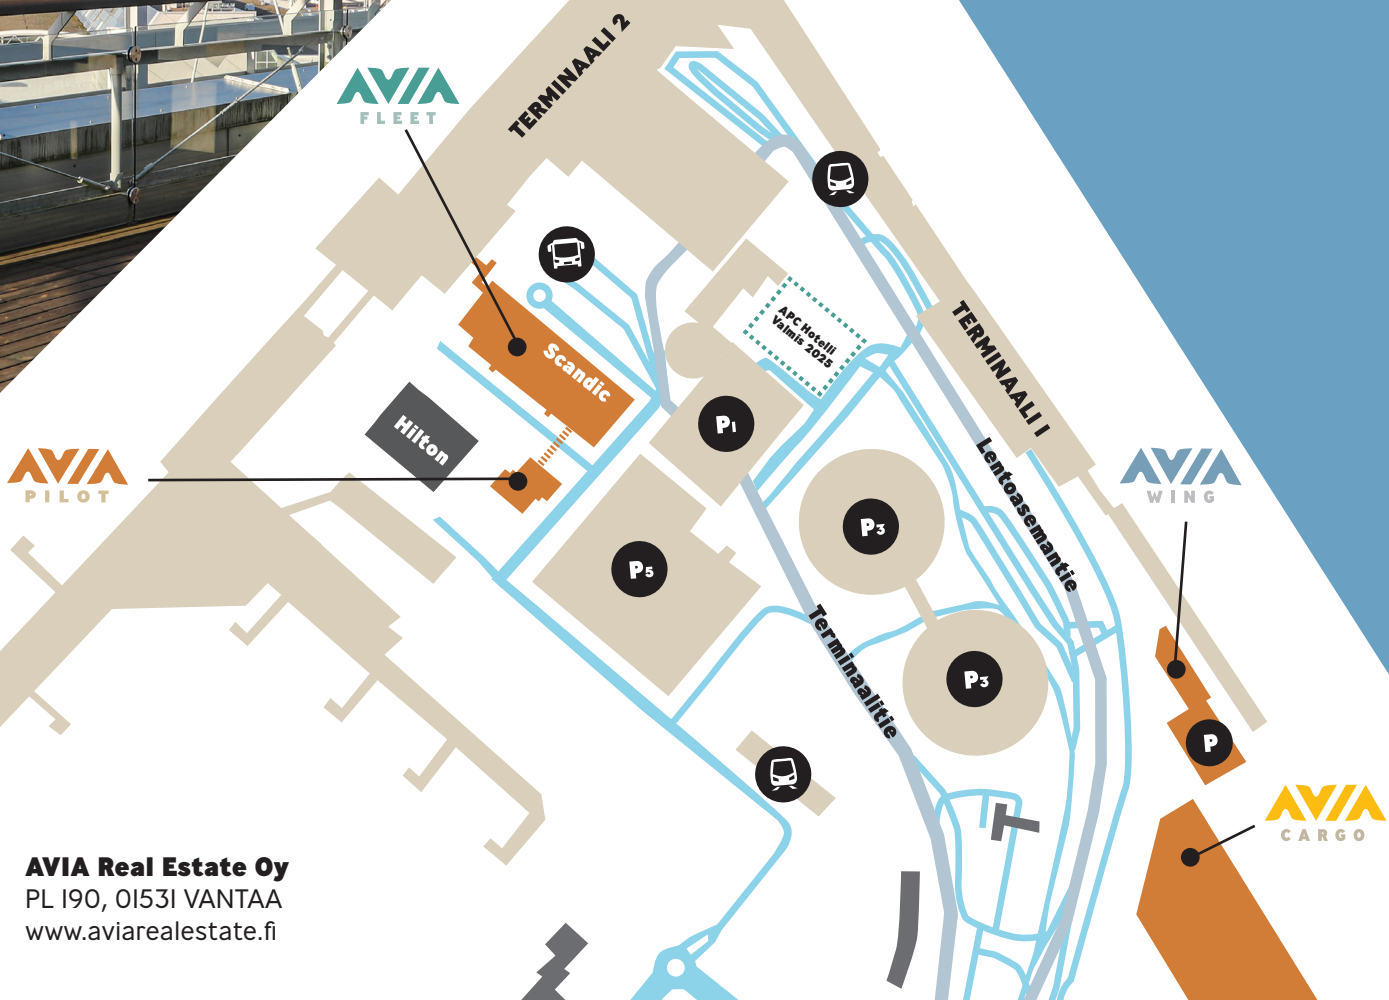 TERMINAALI 2
AVIA
FLEET
APC Hotelli
Valmis 2025
TERMINAALI 1
Scandic
Hilton
P1
AVIA
PILOT
Lentoasemantie
AVIA
WING
P3
P5
Terminaalitie
P3
P
AVIA
CARGO
AVIA Real Estate Oy
PL 190, 01531 VANTAA
www.aviarealestate.fi